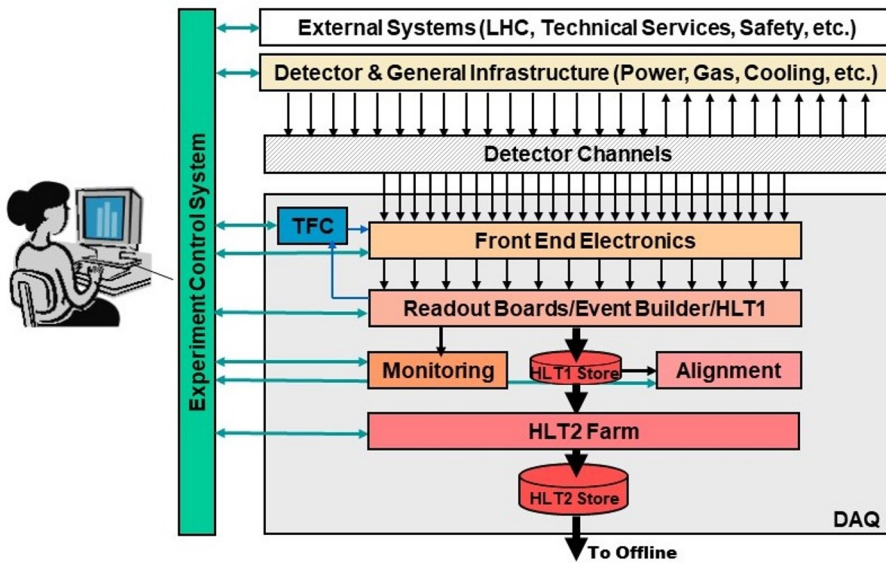 External Systems (LHC, Technical Services, Safety, etc.)
Detector & General Infrastructure (Power, Gas, Cooling, etc.)
Experiment Control System
Detector Channels
TFC
Front End Electronics
Readout Boards/Event Builder/HLT1
Monitoring
HLT1 Store
Alignment
HLT2 Farm
HLT2 Store
DAQ
To Offline